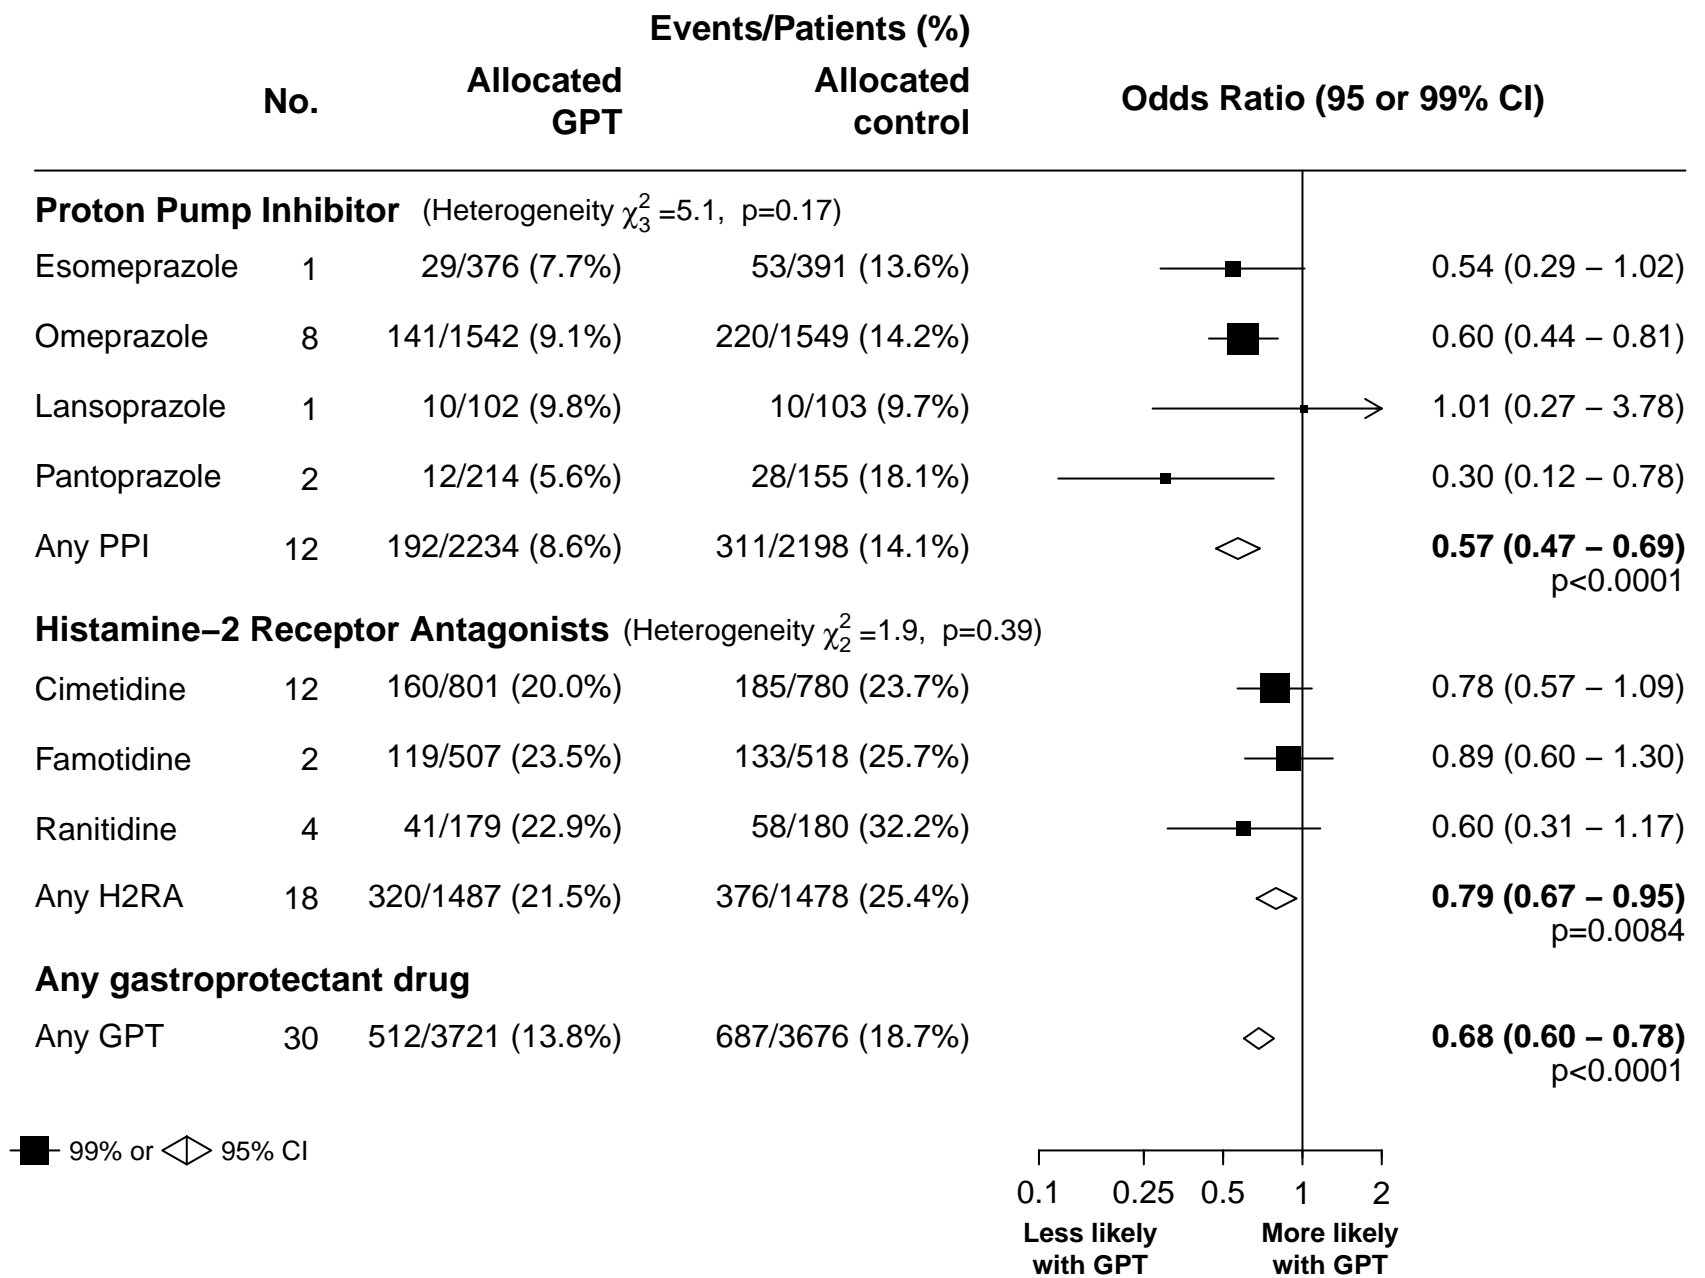 Events/Patients (%)
No. Allocated GPT Allocated control Odds Ratio (95 or 99% CI)
Proton Pump Inhibitor (Heterogeneity χ²₃ =5.1, p=0.17)
Esomeprazole 1 29/376 (7.7%) 53/391 (13.6%) 0.54 (0.29 – 1.02)
Omeprazole 8 141/1542 (9.1%) 220/1549 (14.2%) 0.60 (0.44 – 0.81)
Lansoprazole 1 10/102 (9.8%) 10/103 (9.7%) 1.01 (0.27 – 3.78)
Pantoprazole 2 12/214 (5.6%) 28/155 (18.1%) 0.30 (0.12 – 0.78)
Any PPI 12 192/2234 (8.6%) 311/2198 (14.1%) 0.57 (0.47 – 0.69)
p<0.0001
Histamine–2 Receptor Antagonists (Heterogeneity χ²₂ =1.9, p=0.39)
Cimetidine 12 160/801 (20.0%) 185/780 (23.7%) 0.78 (0.57 – 1.09)
Famotidine 2 119/507 (23.5%) 133/518 (25.7%) 0.89 (0.60 – 1.30)
Ranitidine 4 41/179 (22.9%) 58/180 (32.2%) 0.60 (0.31 – 1.17)
Any H2RA 18 320/1487 (21.5%) 376/1478 (25.4%) 0.79 (0.67 – 0.95)
p=0.0084
Any gastroprotectant drug
Any GPT 30 512/3721 (13.8%) 687/3676 (18.7%) 0.68 (0.60 – 0.78)
p<0.0001
99% or 95% CI
0.1 0.25 0.5 1 2
Less likely with GPT
More likely with GPT